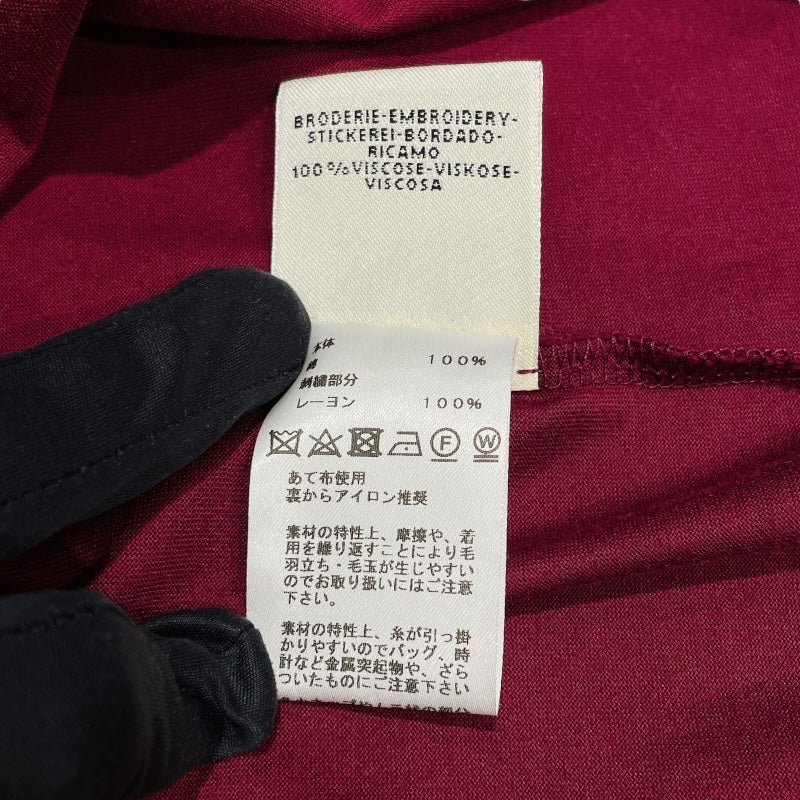 BRODERIE-EMBROIDERY-
STICKEREI-BORDADO-
RICAMO
100%VISCOSE-VISKOSE-
VISCOSA
本体
綿 100%
刺繍部分
レーヨン 100%
F W
あて布使用
裏からアイロン推奨
素材の特性上、摩擦や、着
用を繰り返すことにより毛
羽立ち・毛玉が生じやすい
のでお取り扱いにはご注意
下さい。
素材の特性上、糸が引っ掛
かりやすいのでバッグ、時
計など金属突起物や、ざら
ついたものにご注意下さい